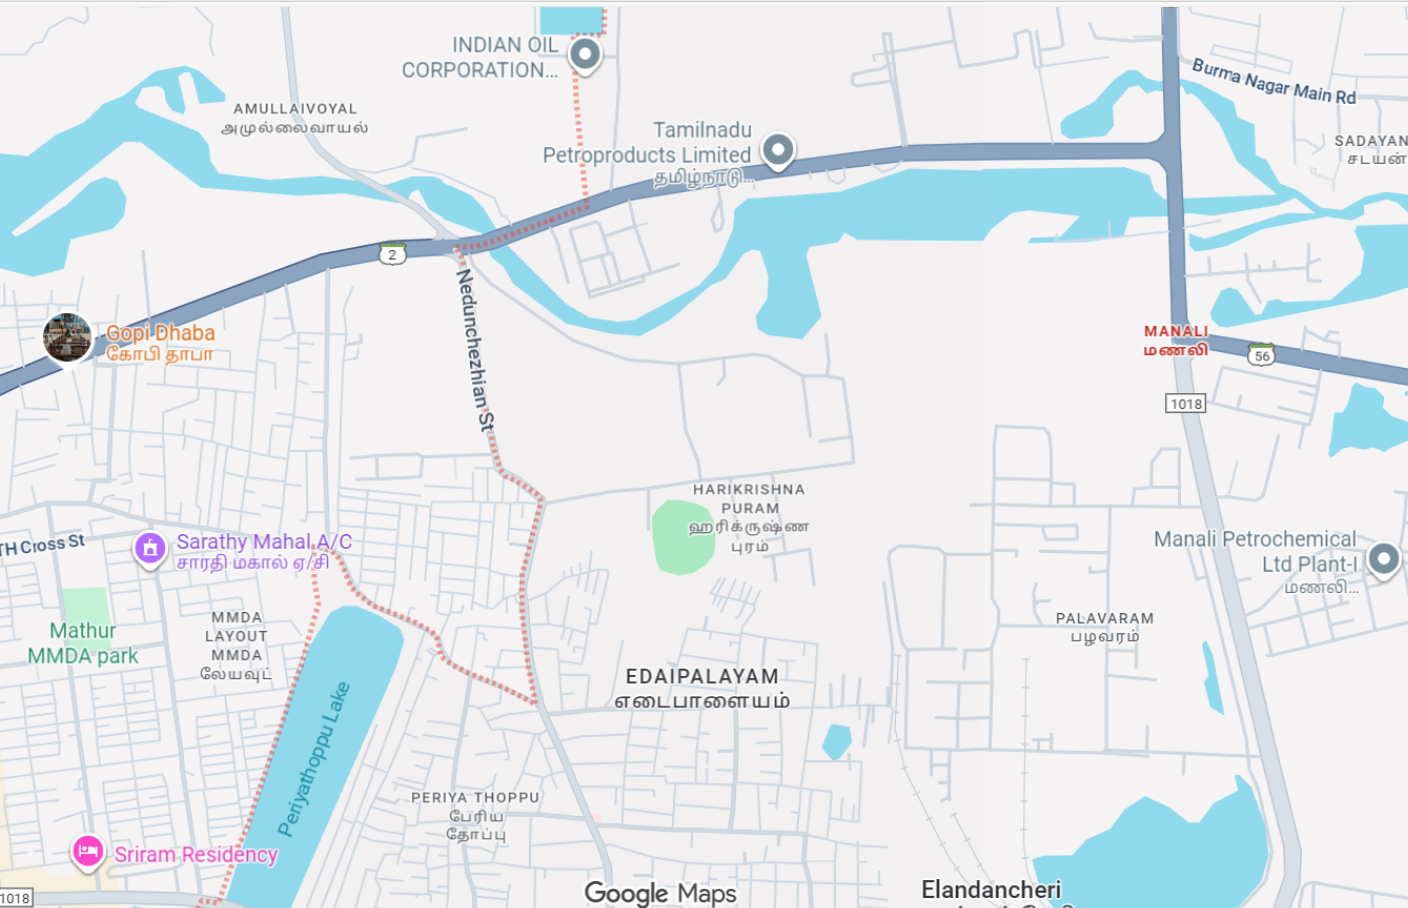 INDIAN OIL
CORPORATION...
Burma Nagar Main Rd
AMULLAIVOYAL
அமுல்லைவாயல்
Tamilnadu
Petroproducts Limited
தமிழ்நாடு...
SADAYAN
சடயன்
2
Nedunchezhian St
Gopi Dhaba
கோபி தாபா
MANALI
மணலி
56
1018
HARIKRISHNA
PURAM
ஹரிக்ருஷ்ண
புரம்
TH Cross St
Sarathy Mahal A/C
சாரதி மகால் ஏ/சி
Manali Petrochemical
Ltd Plant-I
மணலி...
MMDA
LAYOUT
MMDA
லேயவுட்
Mathur
MMDA park
PALAVARAM
பழவரம்
EDAIPALAYAM
எடைபாளையம்
Periyathoppu Lake
PERIYA THOPPU
பேரிய
தோப்பு
Sriram Residency
1018
Google Maps
Elandancheri